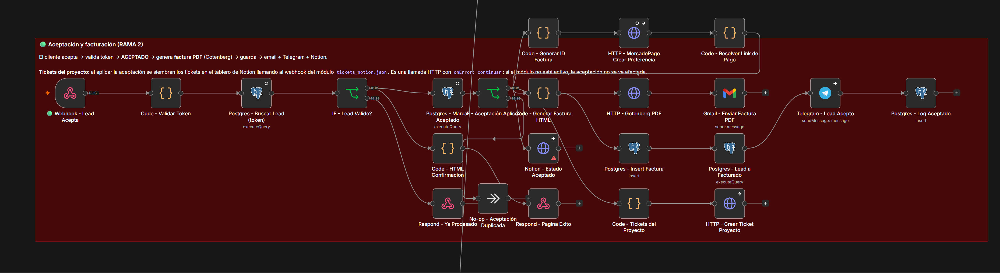 Aceptación y facturación (RAMA 2)
El cliente acepta → valida token → ACEPTADO → genera factura PDF (Gotenberg) → guarda → email + Telegram + Notion.
Tickets del proyecto: al aplicar la aceptación se siembran los tickets en el tablero de Notion llamando al webhook del módulo tickets_notion.json. Es una llamada HTTP con onError: continuar: si el módulo no está activo, la aceptación no se ve afectada.
Code - Generar ID
Factura
HTTP - MercadoPago
Crear Preferencia
Code - Resolver Link de
Pago
POST
true
false
true
false
Webhook - Lead
Acepta
Code - Validar Token
Postgres - Buscar Lead
(token)
executeQuery
IF - Lead Valido?
Postgres - Marcar
Aceptado
executeQuery
IF - Aceptación Aplicó?
Code - Generar Factura
HTML
HTTP - Gotenberg PDF
Gmail - Enviar Factura
PDF
send: message
Telegram - Lead Acepto
sendMessage: message
Postgres - Log Aceptado
insert
Code - HTML
Confirmacion
Notion - Estado
Aceptado
Postgres - Insert Factura
insert
Postgres - Lead a
Facturado
executeQuery
Respond - Ya Procesado
No-op - Aceptación
Duplicada
Respond - Pagina Exito
Code - Tickets del
Proyecto
HTTP - Crear Ticket
Proyecto